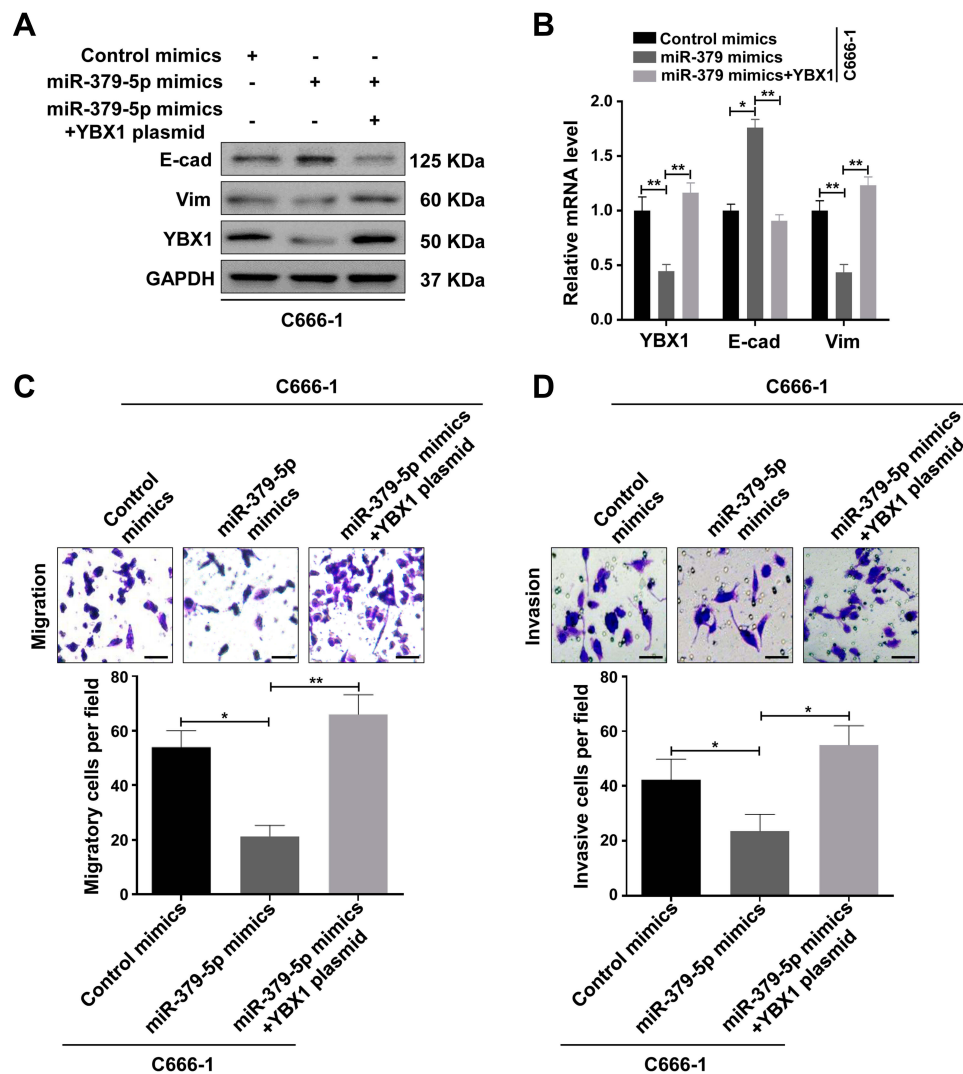 A
Control mimics + - -
miR-379-5p mimics - + +
miR-379-5p mimics
+YBX1 plasmid - - +
E-cad 125 KDa
Vim 60 KDa
YBX1 50 KDa
GAPDH 37 KDa
C666-1
B
Control mimics
miR-379 mimics
miR-379 mimics+YBX1
C666-1
Relative mRNA level
2.0
1.5
1.0
0.5
0.0
** **
* **
** **
YBX1 E-cad Vim
C
C666-1
Control
mimics
miR-379-5p
mimics
miR-379-5p mimics
+YBX1 plasmid
Migration
Migratory cells per field
80
60
40
20
0
*
**
Control mimics
miR-379-5p mimics
miR-379-5p mimics
+YBX1 plasmid
C666-1
D
C666-1
Control
mimics
miR-379-5p
mimics
miR-379-5p mimics
+YBX1 plasmid
Invasion
Invasive cells per field
80
60
40
20
0
*
*
Control mimics
miR-379-5p mimics
miR-379-5p mimics
+YBX1 plasmid
C666-1